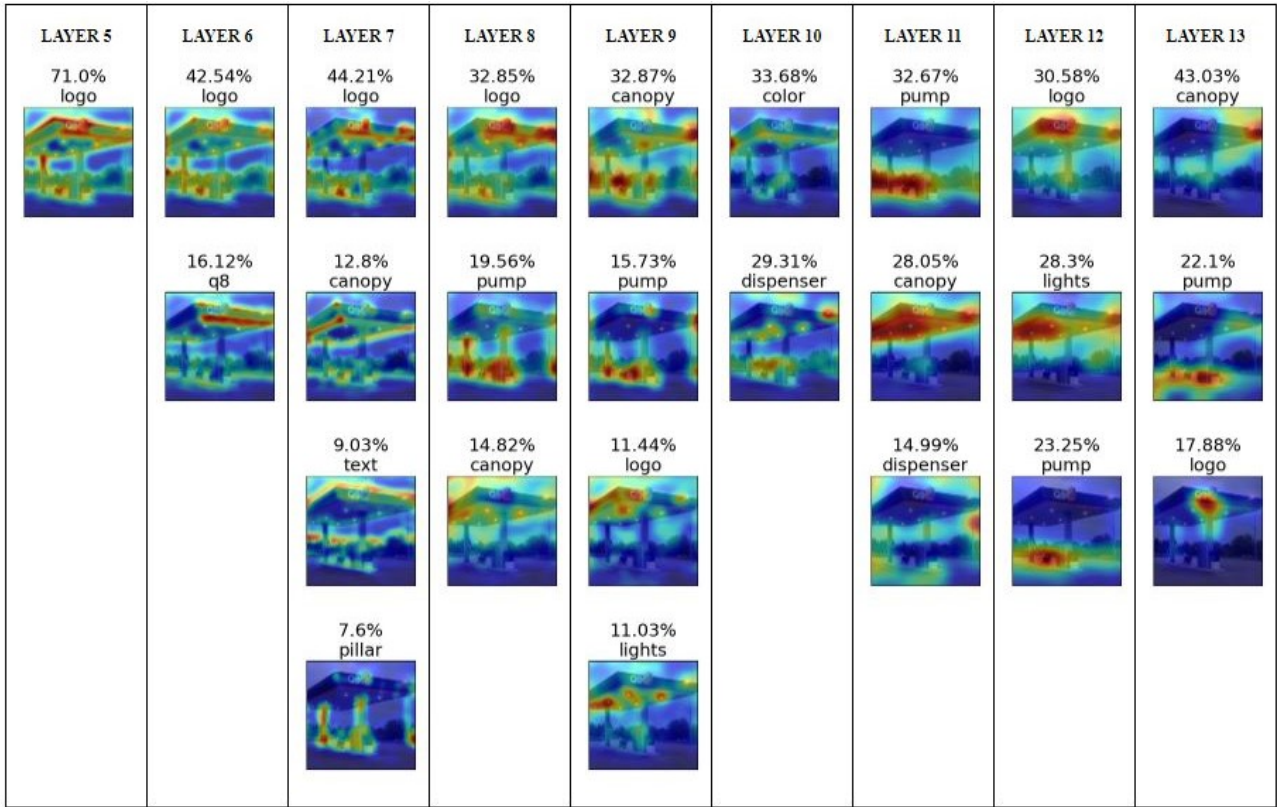 LAYER 5 LAYER 6 LAYER 7 LAYER 8 LAYER 9 LAYER 10 LAYER 11 LAYER 12 LAYER 13
71.0% 42.54% 44.21% 32.85% 32.87% 33.68% 32.67% 30.58% 43.03%
logo logo logo logo canopy color pump logo canopy
16.12% 12.8% 19.56% 15.73% 29.31% 28.05% 28.3% 22.1%
q8 canopy pump pump dispenser canopy lights pump
9.03% 14.82% 11.44% 14.99% 23.25% 17.88%
text canopy logo dispenser pump logo
7.6% 11.03%
pillar lights